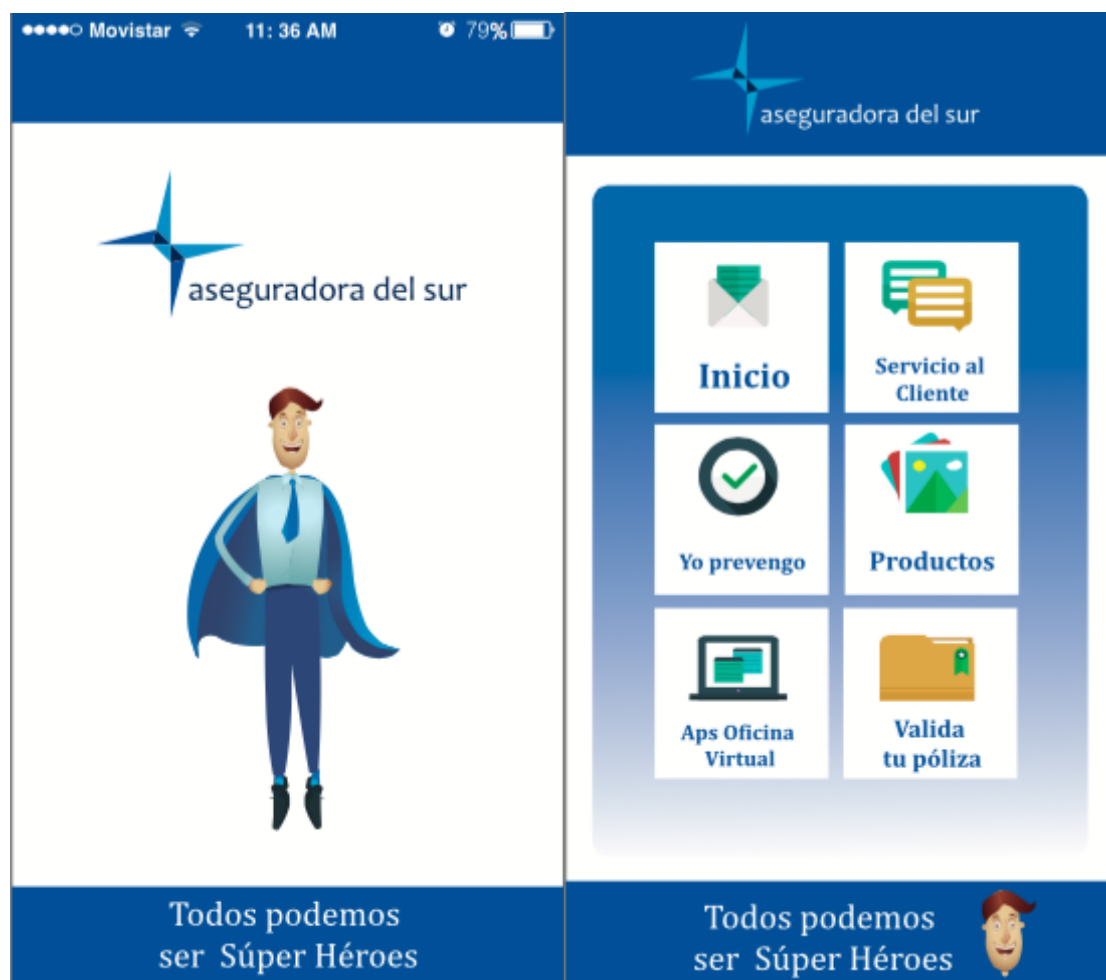 Movistar 11: 36 AM 79%
aseguradora del sur
Todos podemos
ser Súper Héroes
aseguradora del sur
Inicio
Servicio al
Cliente
Yo prevengo
Productos
Aps Oficina
Virtual
Valida
tu póliza
Todos podemos
ser Súper Héroes